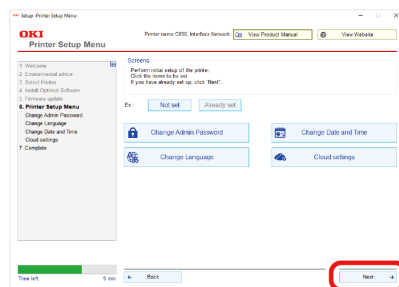 Setup -Printer Setup Menu-
OKI
Printer Setup Menu
Printer name C650, Interface Network
View Product Manual
View Website
1. Welcome
2. Environmental advice
3. Select Printer
4. Install Optional Software
5. Firmware update
6. Printer Setup Menu
Change Admin Password
Change Language
Change Date and Time
Cloud settings
7. Complete
Screens
Perform initial setup of the printer.
Click the items to be set.
If you have already set up, click "Next".
Ex :
Not set
Already set
Change Admin Password
Change Date and Time
Change Language
Cloud settings
Time left
9 min
Back
Next